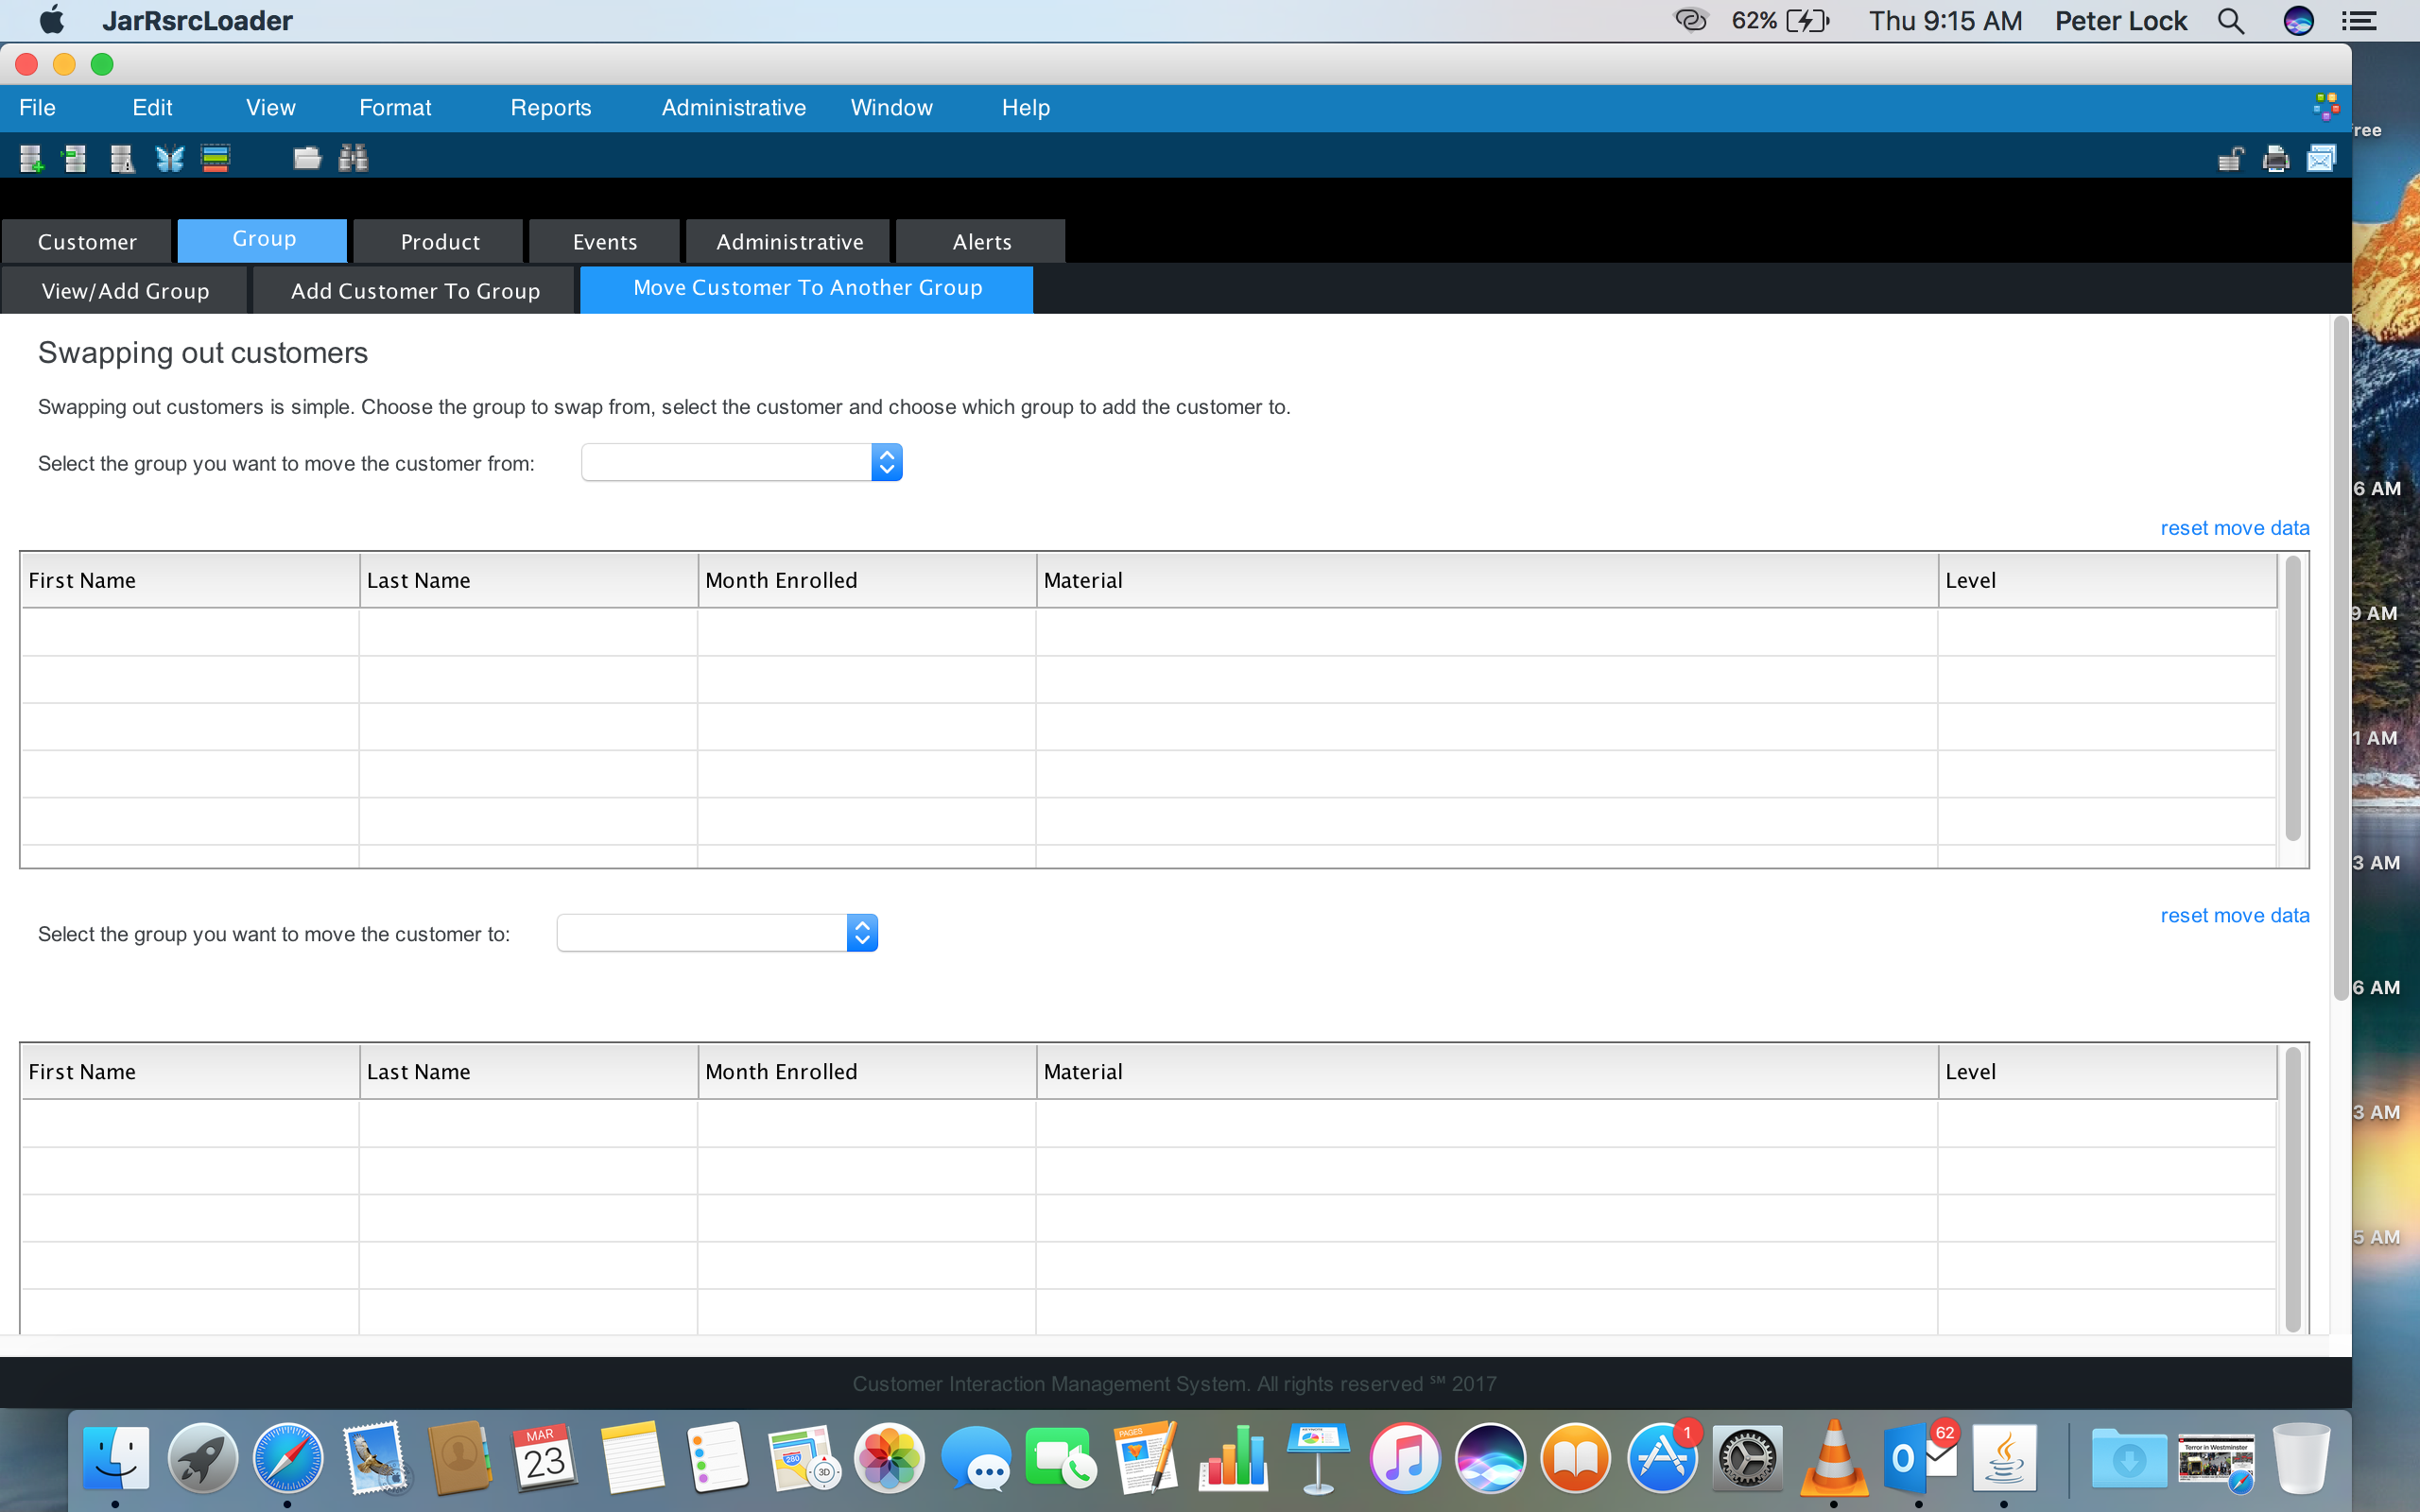 JarRsrcLoader 62% Thu 9:15 AM Peter Lock
File Edit View Format Reports Administrative Window Help
Customer Group Product Events Administrative Alerts
View/Add Group Add Customer To Group Move Customer To Another Group
Swapping out customers
Swapping out customers is simple. Choose the group to swap from, select the customer and choose which group to add the customer to.
Select the group you want to move the customer from:
reset move data
First Name Last Name Month Enrolled Material Level
reset move data
Select the group you want to move the customer to:
First Name Last Name Month Enrolled Material Level
Customer Interaction Management System. All rights reserved ℠ 2017
ree
6 AM
9 AM
1 AM
3 AM
6 AM
3 AM
5 AM
MAR
23
280
3D
PAGES
1
O
62
Terror in Westminster